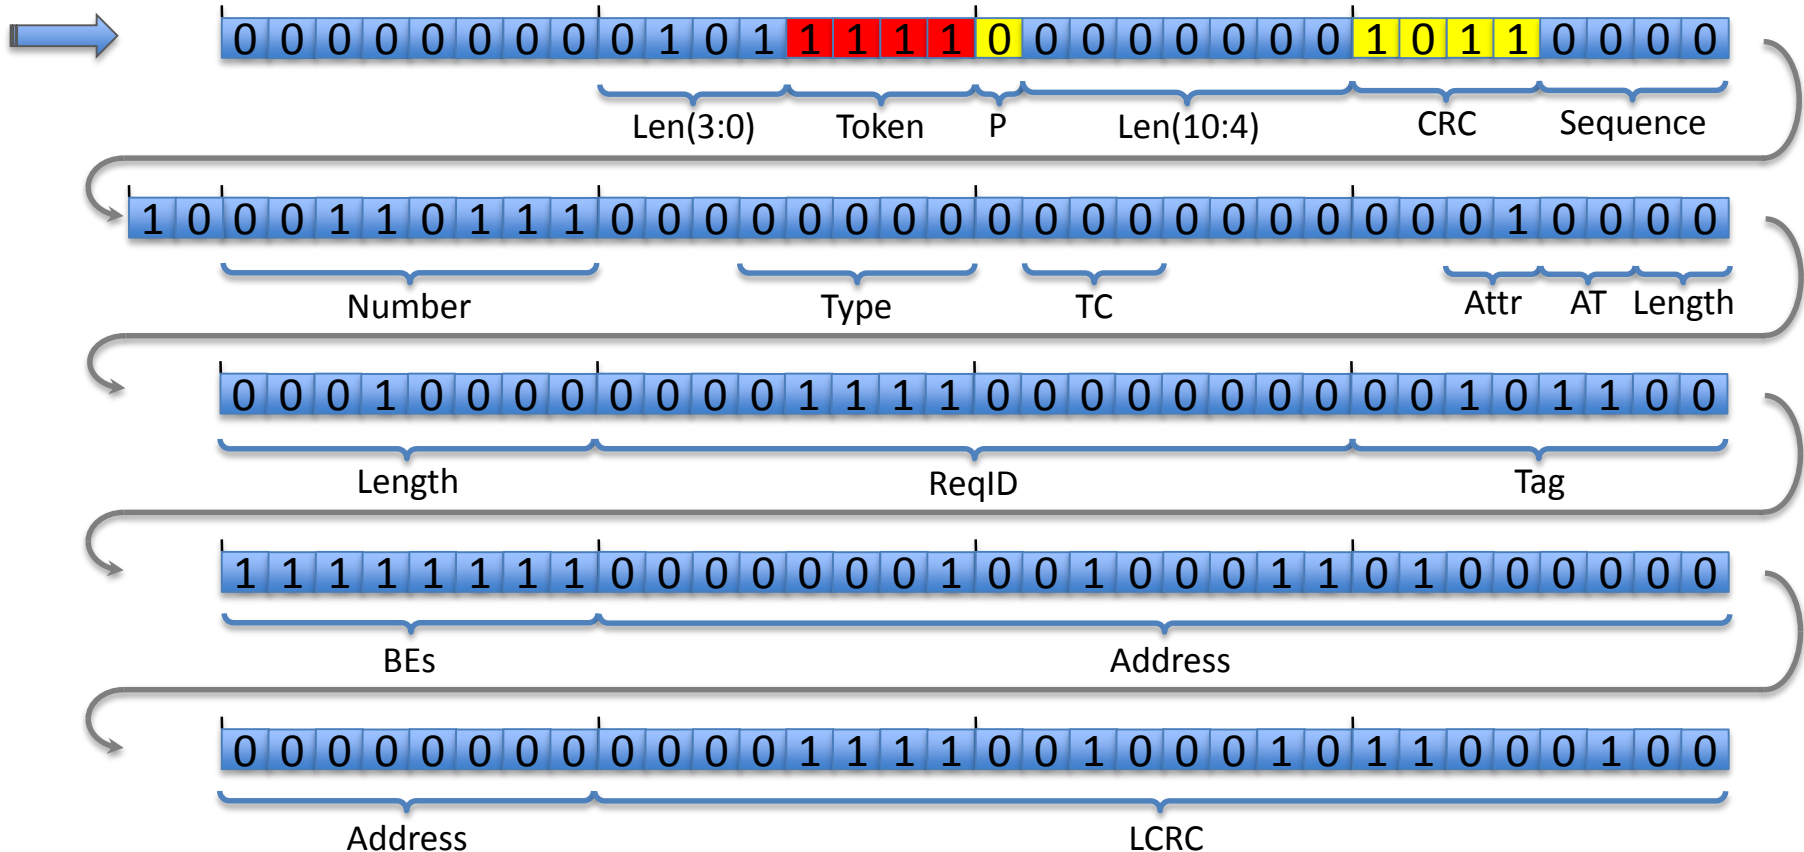 0 0 0 0 0 0 0 0 0 1 0 1 1 1 1 1 0 0 0 0 0 0 0 0 1 0 1 1 0 0 0 0
Len(3:0) Token P Len(10:4) CRC Sequence
1 0 0 0 1 1 0 1 1 1 0 0 0 0 0 0 0 0 0 0 0 0 0 0 0 0 0 0 0 1 0 0 0 0
Number Type TC Attr AT Length
0 0 0 1 0 0 0 0 0 0 0 0 1 1 1 1 0 0 0 0 0 0 0 0 0 0 1 0 1 1 0 0
Length ReqID Tag
1 1 1 1 1 1 1 1 0 0 0 0 0 0 0 1 0 0 1 0 0 0 1 1 0 1 0 0 0 0 0 0
BEs Address
0 0 0 0 0 0 0 0 0 0 0 0 1 1 1 1 0 0 1 0 0 0 1 0 1 1 0 0 0 1 0 0
Address LCRC